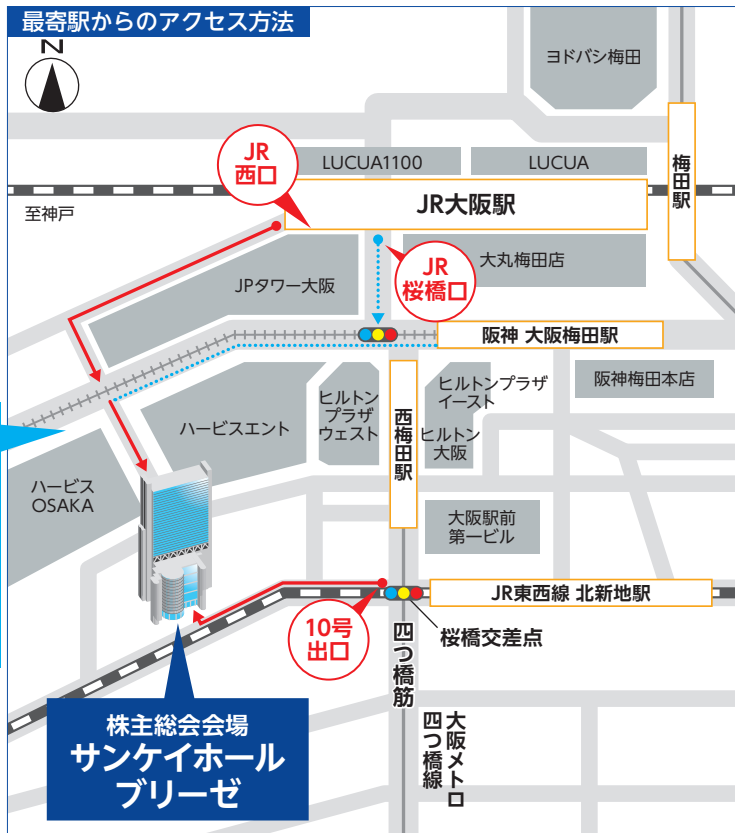 最寄駅からのアクセス方法
N
ヨドバシ梅田
JR
西口
LUCUA1100
LUCUA
梅田駅
JR大阪駅
至神戸
JPタワー大阪
JR
桜橋口
大丸梅田店
阪神 大阪梅田駅
ハービスエント
ヒルトン
プラザ
ウェスト
西梅田駅
ヒルトンプラザ
イースト
ヒルトン
大阪
阪神梅田本店
ハービス
OSAKA
大阪駅前
第一ビル
JR東西線 北新地駅
10号
出口
桜橋交差点
四つ橋筋
大阪メトロ
四つ橋線
株主総会会場
サンケイホール
ブリーゼ